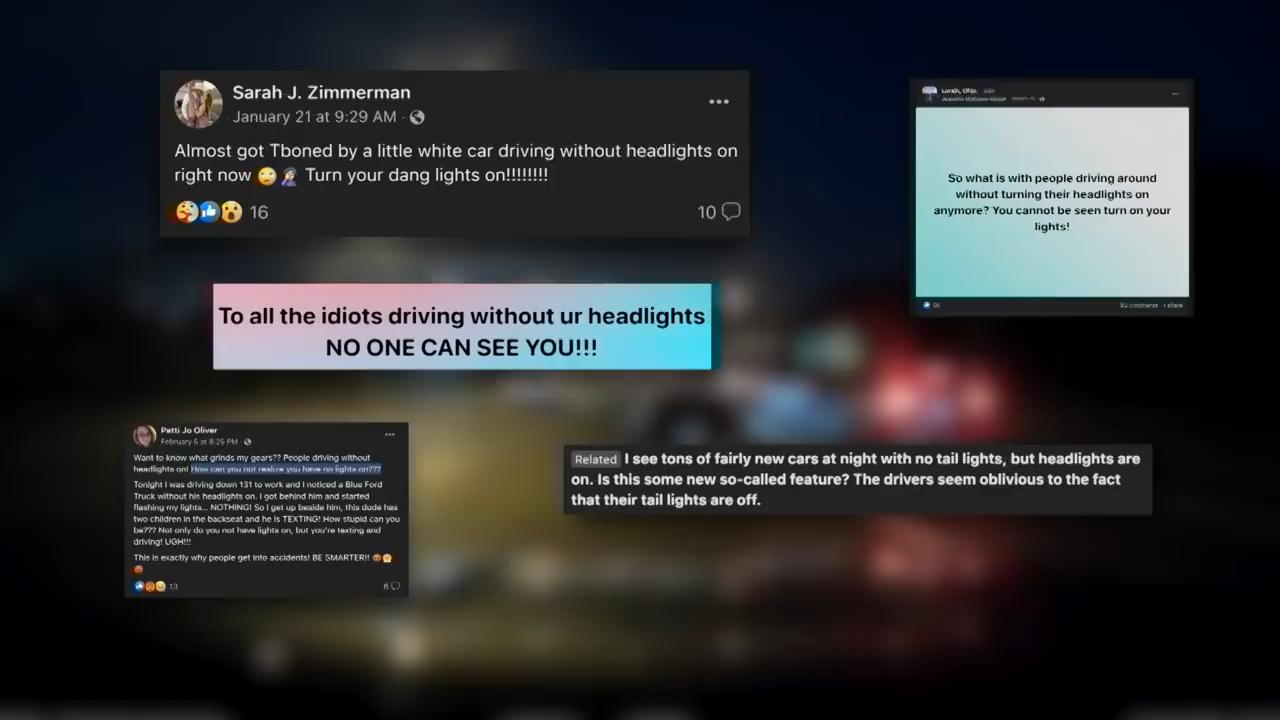 Sarah J. Zimmerman
January 21 at 9:29 AM ·
Almost got Tboned by a little white car driving without headlights on
right now 🙄 🤦‍♀️ Turn your dang lights on!!!!!!!!
16
10
Lorain, Ohio.
So what is with people driving around
without turning their headlights on
anymore? You cannot be seen turn on your
lights!
92 comments 1 share
To all the idiots driving without ur headlights
NO ONE CAN SEE YOU!!!
Patti Jo Oliver
February 6 at 8:26 PM ·
Want to know what grinds my gears?? People driving without
headlights on! How can you not realize you have no lights on???
Tonight I was driving down 131 to work and I noticed a Blue Ford
Truck without his headlights on. I got behind him and started
flashing my lights... NOTHING! So I get up beside him, this dude has
two children in the backseat and he is TEXTING! How stupid can you
be??? Not only do you not have lights on, but you're texting and
driving! UGH!!!
This is exactly why people get into accidents! BE SMARTER!!
13
6
Related I see tons of fairly new cars at night with no tail lights, but headlights are
on. Is this some new so-called feature? The drivers seem oblivious to the fact
that their tail lights are off.